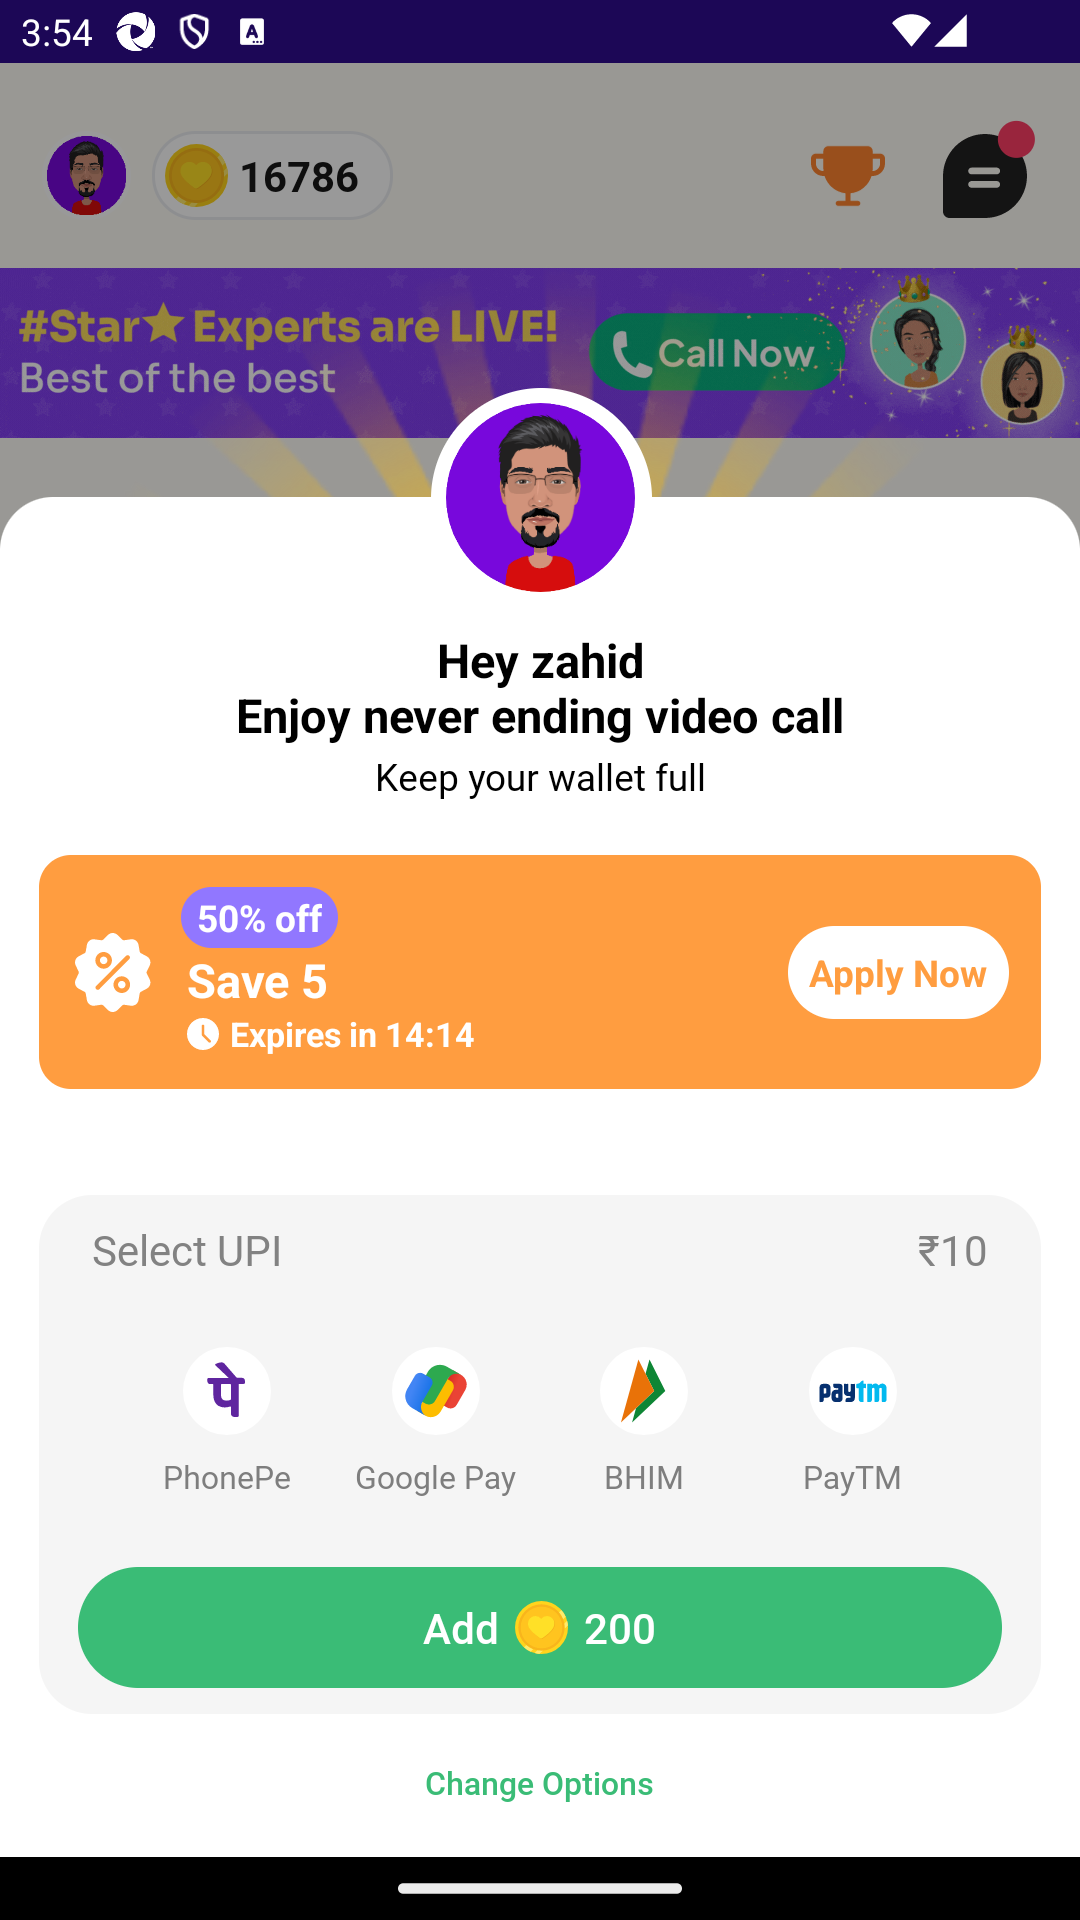 3:54
16786
#Star Experts are LIVE!
Best of the best
Call Now
Hey zahid
Enjoy never ending video call
Keep your wallet full
50% off
Save 5
Expires in 14:14
Apply Now
Select UPI
₹10
पे
paytm
PhonePe
Google Pay
BHIM
PayTM
Add 200
Change Options